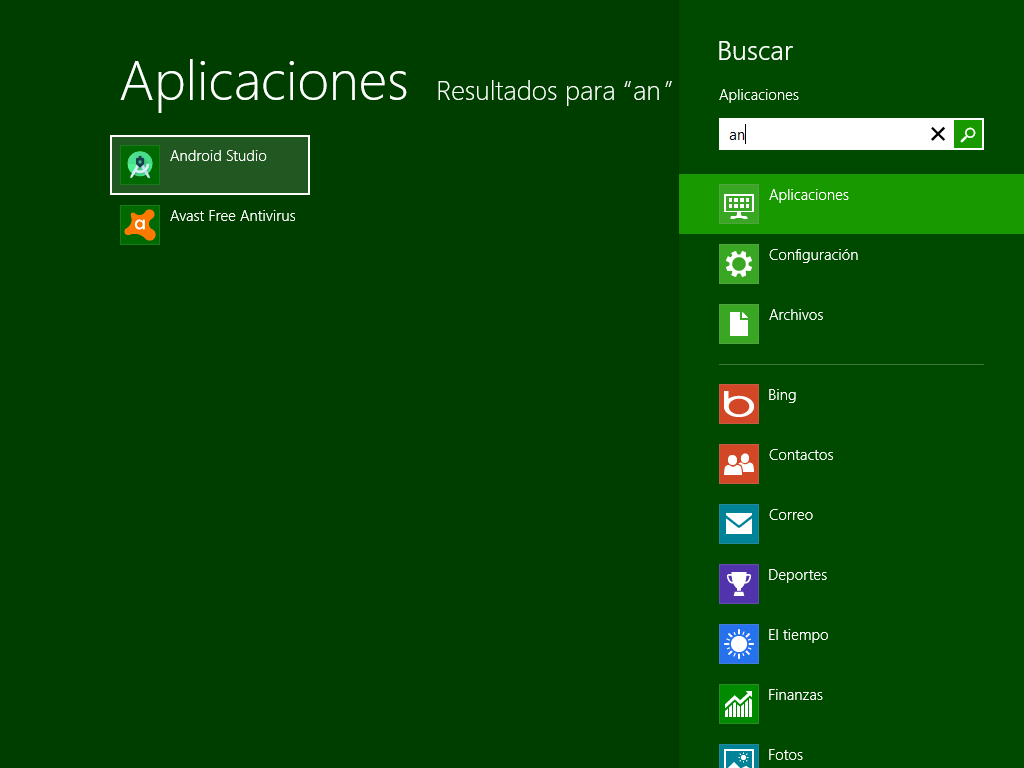 Aplicaciones Resultados para “an”
Android Studio
Avast Free Antivirus
Buscar
Aplicaciones
an
Aplicaciones
Configuración
Archivos
Bing
Contactos
Correo
Deportes
El tiempo
Finanzas
Fotos